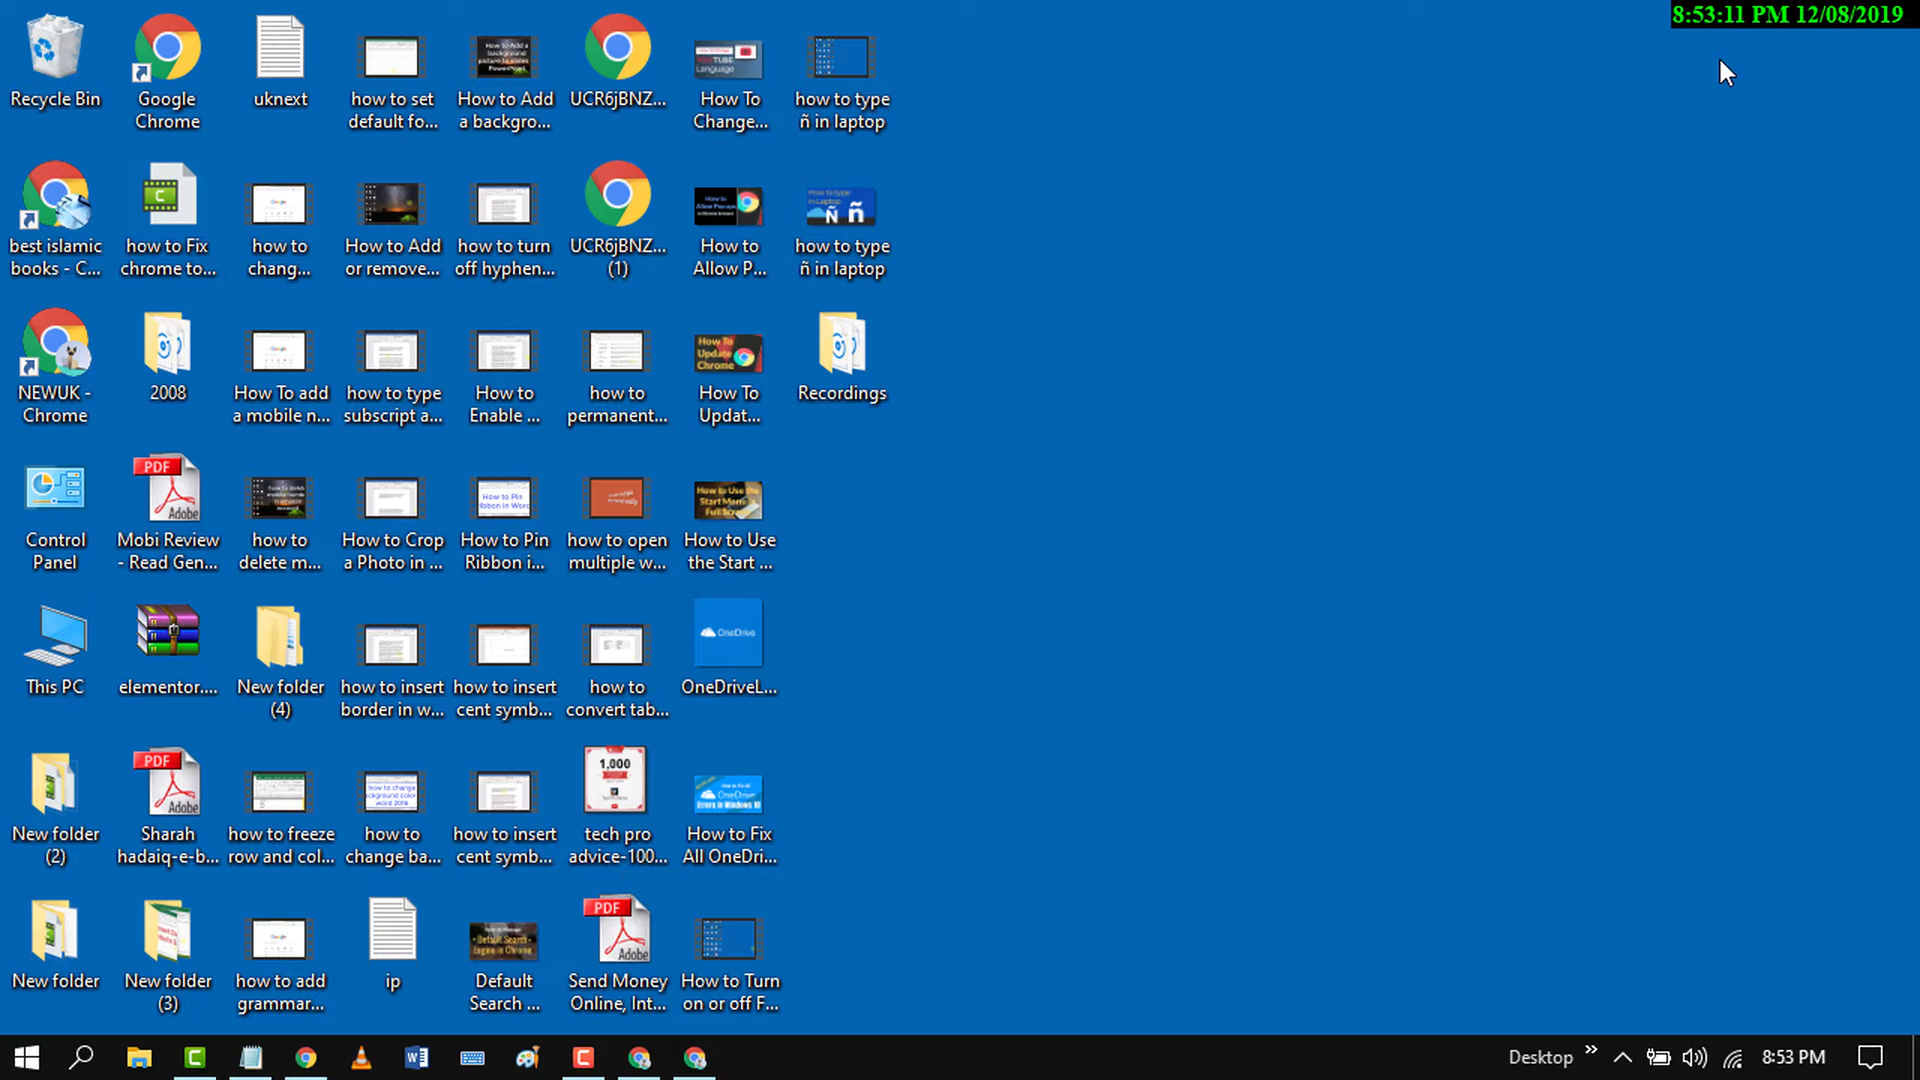 8:53:11 PM 12/08/2019
Recycle Bin
Google
Chrome
uknext
how to set
default fo...
How to Add
a backgro...
UCR6jBNZ...
How To
Change...
how to type
ñ in laptop
best islamic
books - C...
how to Fix
chrome to...
how to
chang...
How to Add
or remove...
how to turn
off hyphen...
UCR6jBNZ...
(1)
How to
Allow P...
how to type
ñ in laptop
NEWUK -
Chrome
2008
How To add
a mobile n...
how to type
subscript a...
How to
Enable ...
how to
permanent...
How To
Updat...
Recordings
Control
Panel
Mobi Review
- Read Gen...
how to
delete m...
How to Crop
a Photo in ...
How to Pin
Ribbon i...
how to open
multiple w...
How to Use
the Start ...
This PC
elementor....
New folder
(4)
how to insert
border in w...
how to insert
cent symb...
how to
convert tab...
OneDrive
OneDriveL...
New folder
(2)
Sharah
hadaiq-e-b...
how to freeze
row and col...
how to
change ba...
how to insert
cent symb...
1,000
tech pro
advice-100...
How to Fix
All OneDri...
New folder
New folder
(3)
how to add
grammar...
ip
Default
Search ...
Send Money
Online, Int...
How to Turn
on or off F...
Desktop
8:53 PM